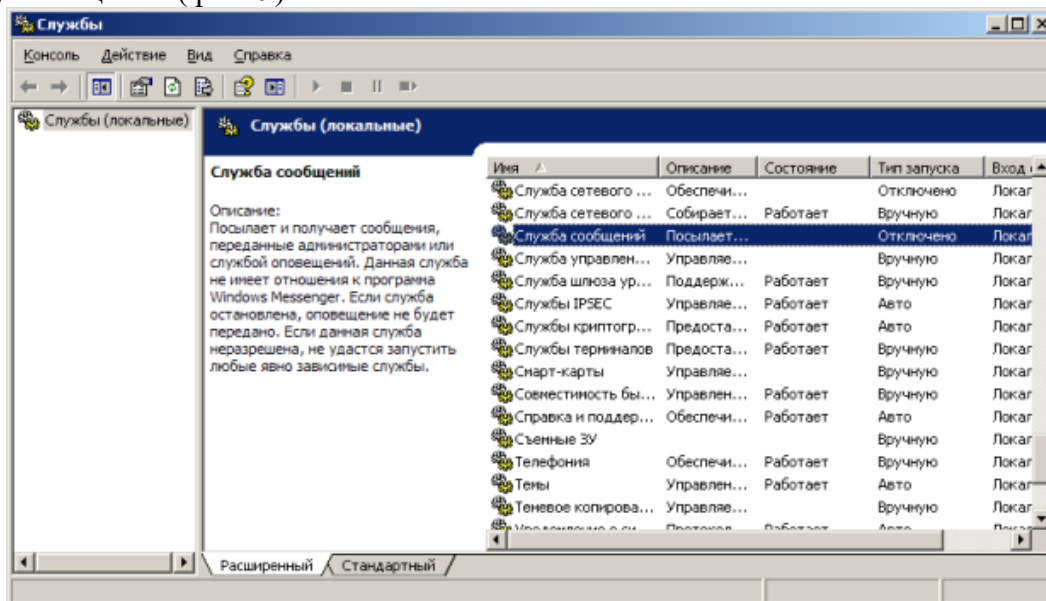 Службы
Консоль Действие Вид Справка
Службы (локальные)
Службы (локальные)
Служба сообщений
Описание:
Посылает и получает сообщения,
переданные администраторами или
службой оповещений. Данная служба
не имеет отношения к программа
Windows Messenger. Если служба
остановлена, оповещение не будет
передано. Если данная служба
неразрешена, не удастся запустить
любые явно зависимые службы.
Имя Описание Состояние Тип запуска Вход
Служба сетевого ... Обеспечи... Отключено Локал
Служба сетевого ... Собирает... Работает Вручную Локал
Служба сообщений Посылает... Отключено Локал
Служба управлен... Управляе... Вручную Локал
Служба шлюза ур... Поддерж... Работает Вручную Локал
Службы IPSEC Управляе... Работает Авто Локал
Службы криптогр... Предоста... Работает Авто Локал
Службы терминалов Предоста... Работает Вручную Локал
Смарт-карты Управляе... Вручную Локал
Совместимость бы... Управлен... Работает Вручную Локал
Справка и поддер... Обеспечи... Работает Авто Локал
Съемные ЗУ Вручную Локал
Телефония Обеспечи... Работает Вручную Локал
Темы Управлен... Работает Авто Локал
Теневое копирова... Управляе... Вручную Локал
Расширенный Стандартный